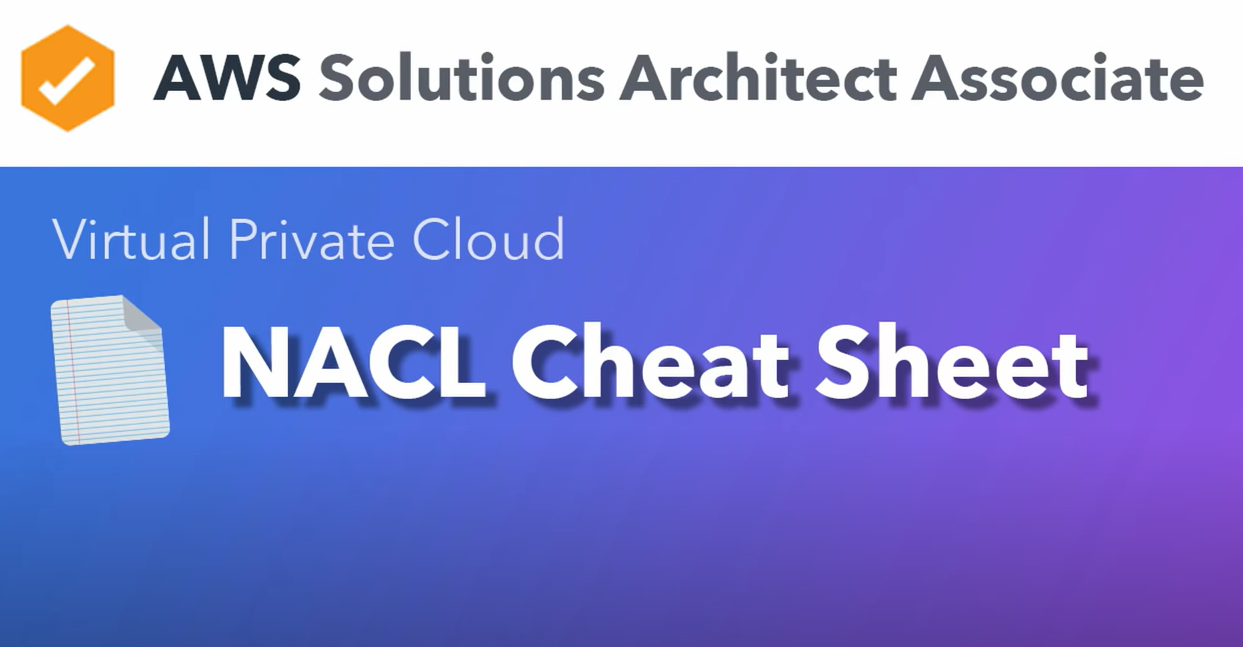 AWS Solutions Architect Associate
Virtual Private Cloud
NACL Cheat Sheet